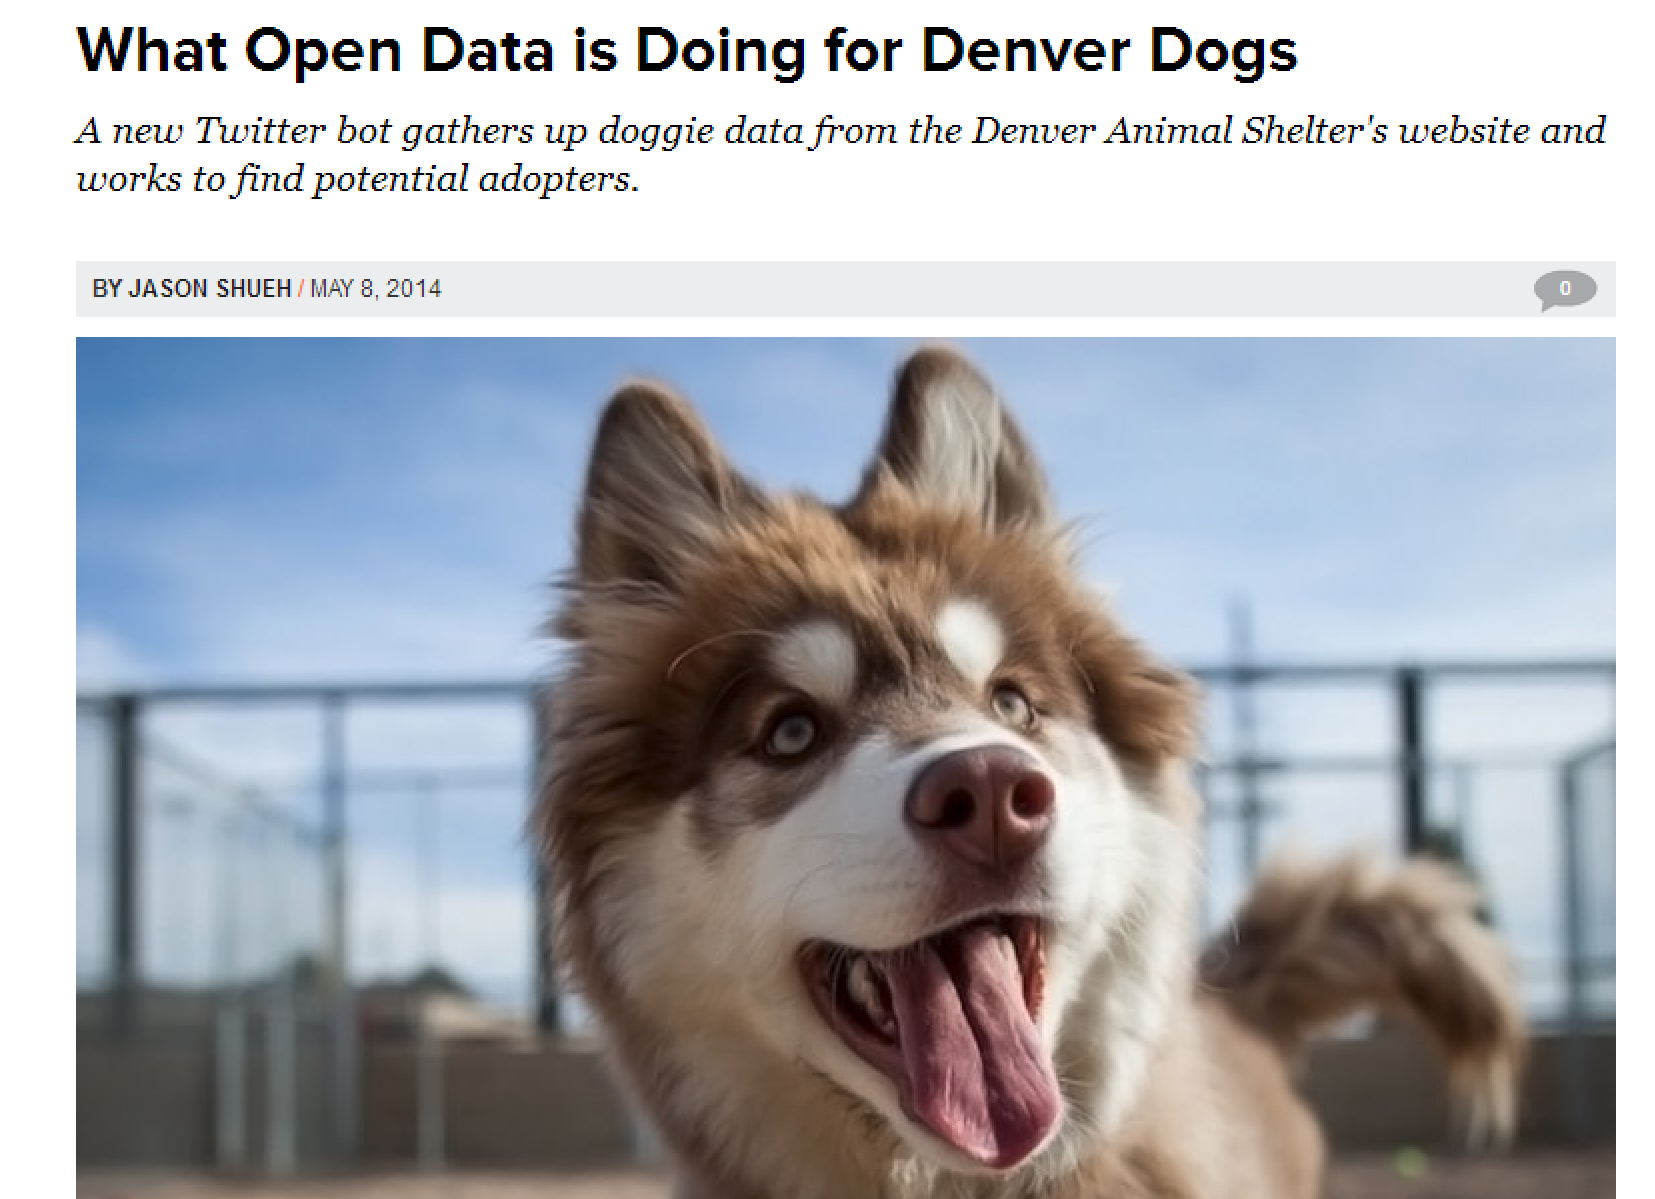 What Open Data is Doing for Denver Dogs
A new Twitter bot gathers up doggie data from the Denver Animal Shelter's website and
works to find potential adopters.
BY JASON SHUEH / MAY 8, 2014
0